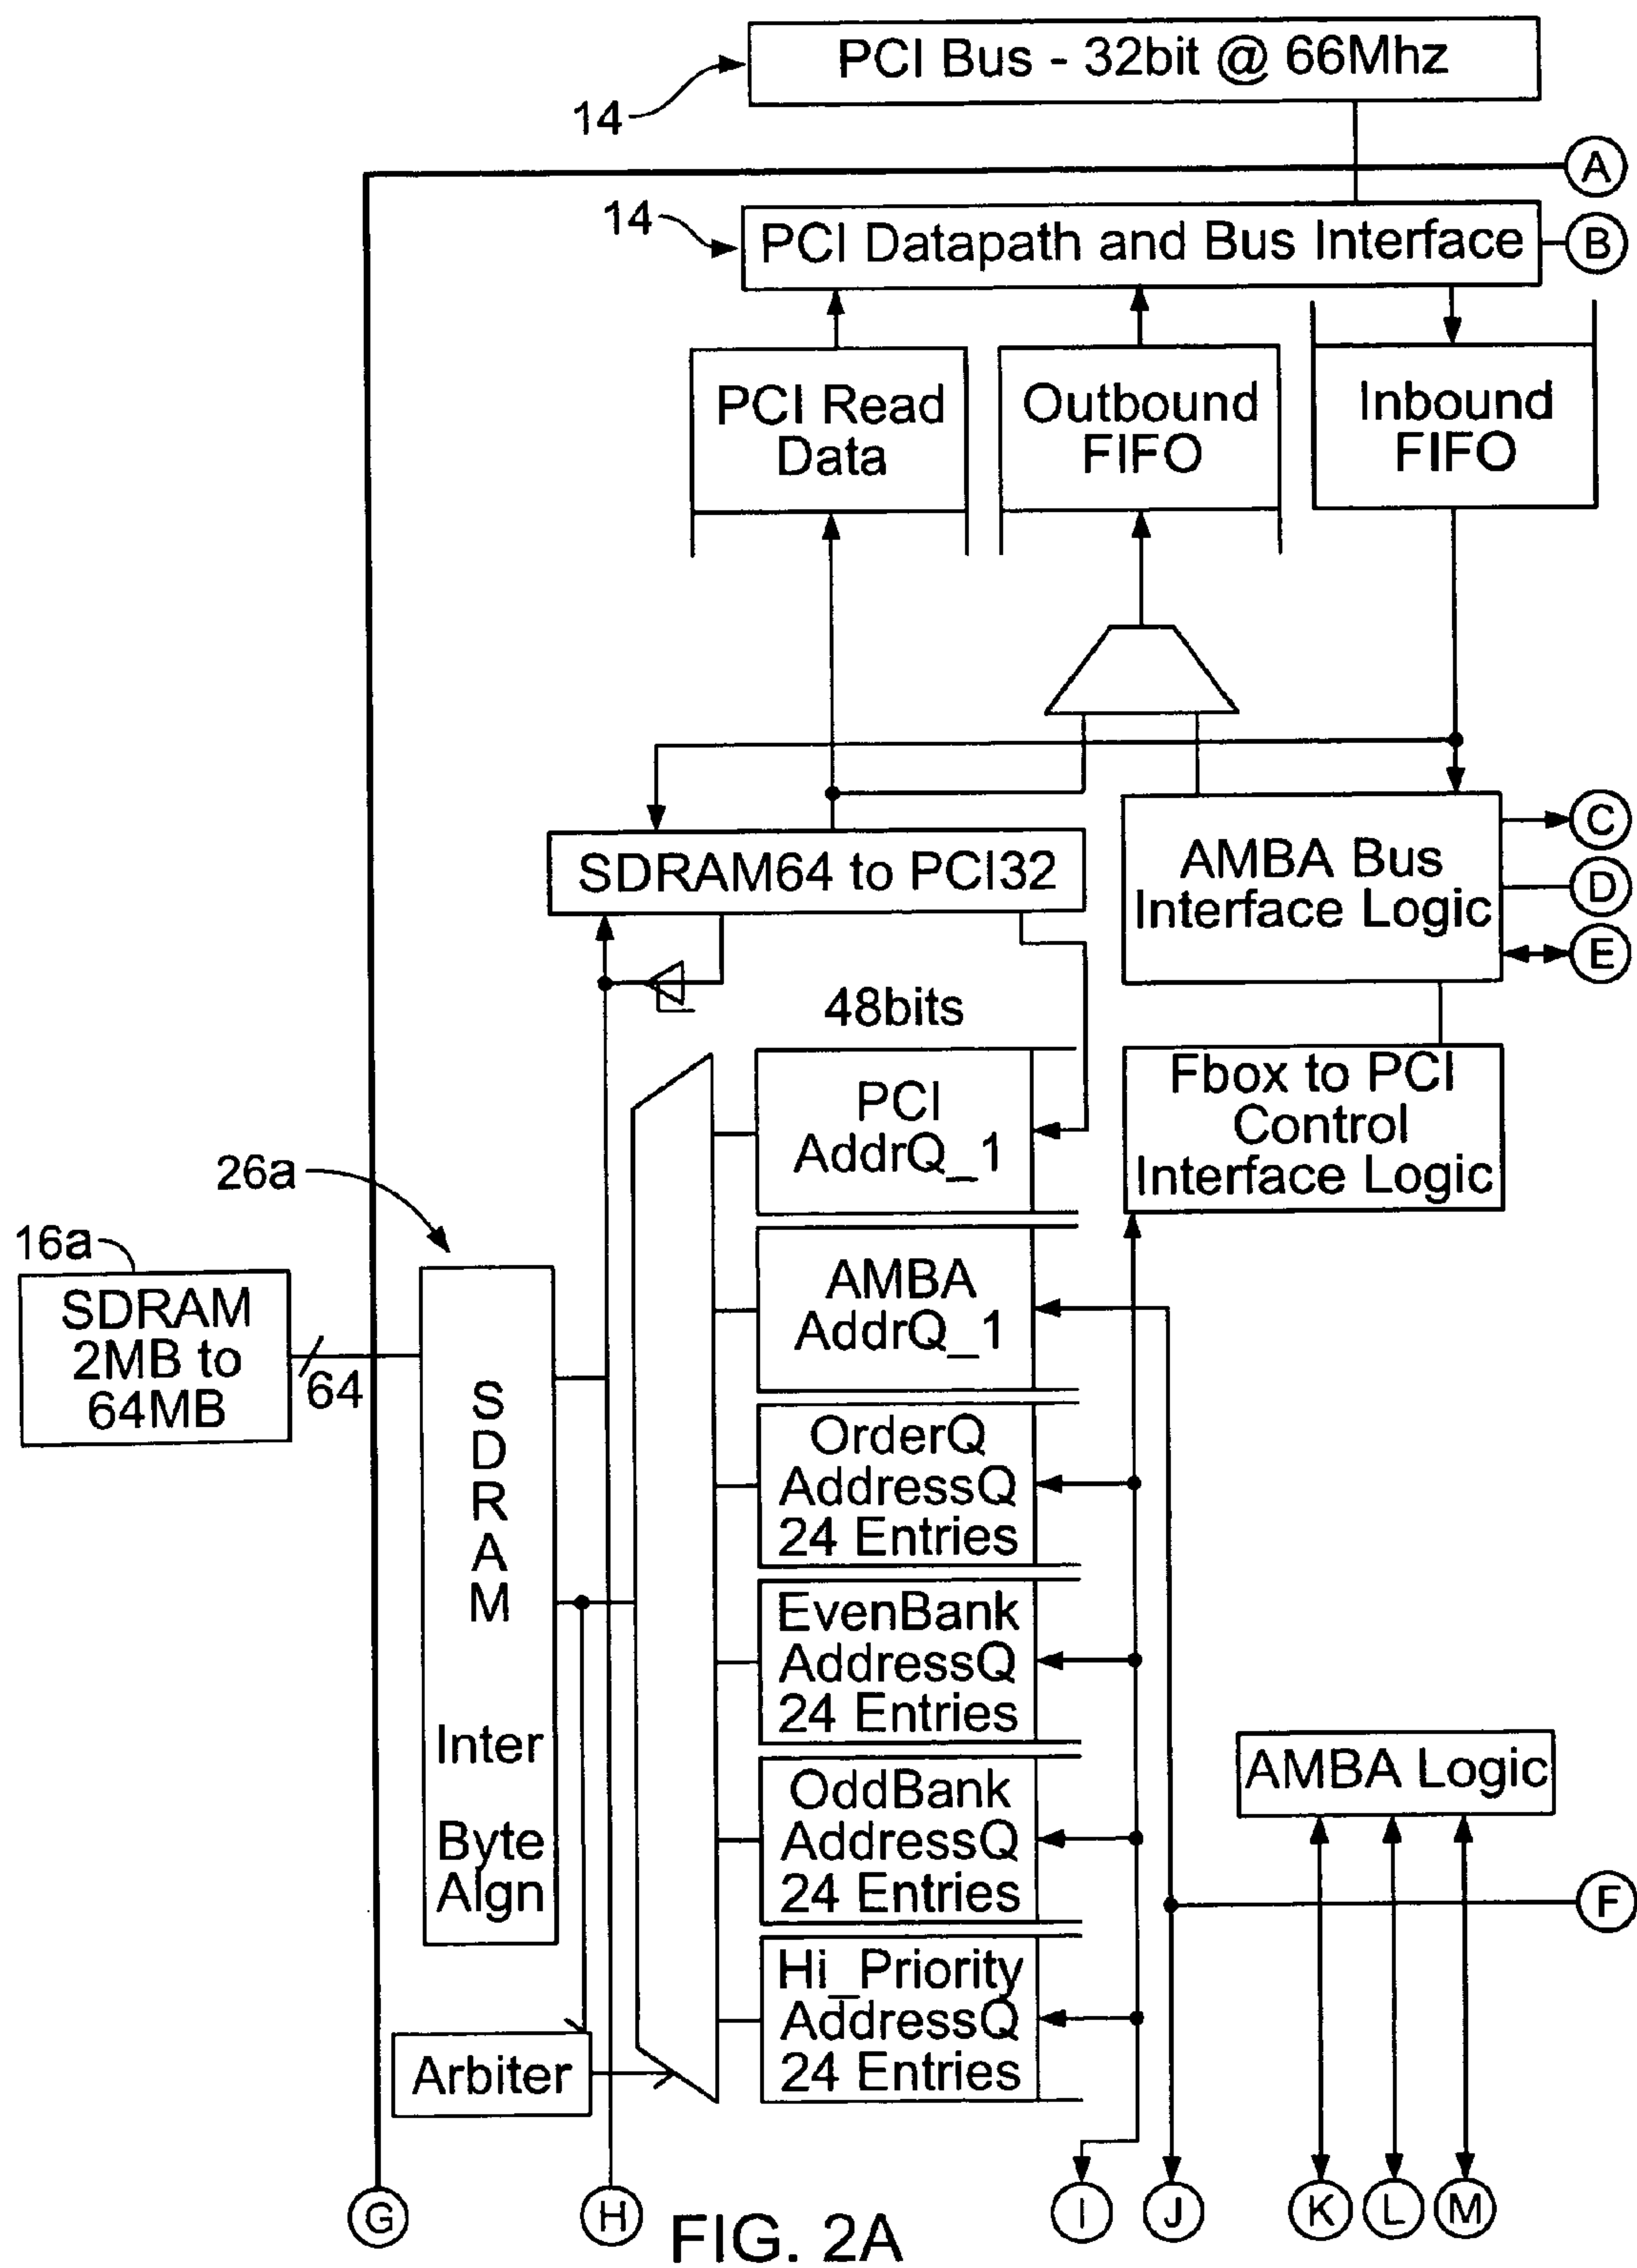 PCI Bus - 32bit @ 66Mhz
14
A
14
PCI Datapath and Bus Interface
B
PCI Read
Data
Outbound
FIFO
Inbound
FIFO
SDRAM64 to PCI32
AMBA Bus
Interface Logic
C
D
E
48bits
PCI
AddrQ_1
Fbox to PCI
Control
Interface Logic
26a
16a
SDRAM
2MB to
64MB
64
S
D
R
A
M
Inter
Byte
Algn
AMBA
AddrQ_1
OrderQ
AddressQ
24 Entries
EvenBank
AddressQ
24 Entries
OddBank
AddressQ
24 Entries
Hi_Priority
AddressQ
24 Entries
AMBA Logic
F
Arbiter
G
H
I
J
K
L
M
FIG. 2A